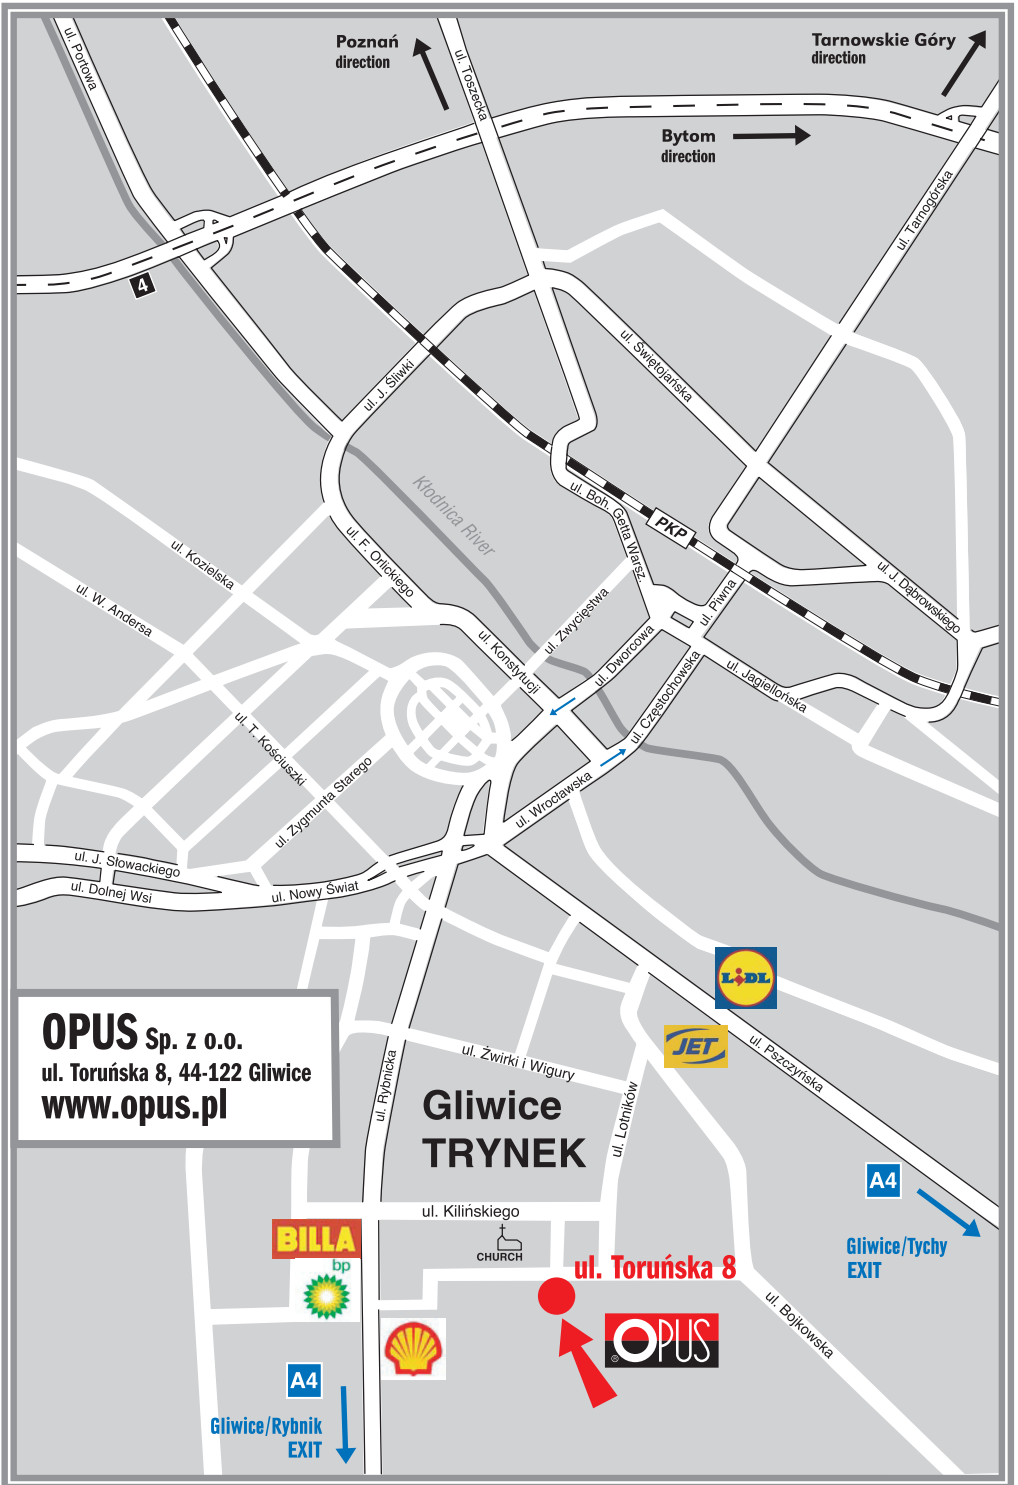 ul. Portowa
Poznań
direction
ul. Toszecka
Tarnowskie Góry
direction
Bytom
direction
ul. Tarnogórska
4
ul. J. Śliwki
ul. Świętojańska
Kłodnica River
ul. Boh. Getta Warsz.
PKP
ul. F. Orlickiego
ul. Kozielska
ul. W. Andersa
ul. Zwycięstwa
ul. Piwna
ul. J. Dąbrowskiego
ul. Konstytucji
ul. Dworcowa
ul. Częstochowska
ul. Jagiellońska
ul. T. Kościuszki
ul. Zygmunta Starego
ul. Wrocławska
ul. J. Słowackiego
ul. Dolnej Wsi
ul. Nowy Świat
LIDL
JET
OPUS Sp. z o.o.
ul. Toruńska 8, 44-122 Gliwice
www.opus.pl
ul. Rybnicka
ul. Żwirki i Wigury
ul. Pszczyńska
Gliwice
TRYNEK
ul. Lotników
A4
Gliwice/Tychy
EXIT
ul. Kilińskiego
CHURCH
BILLA
bp
ul. Toruńska 8
OPUS
®
ul. Bojkowska
A4
Gliwice/Rybnik
EXIT